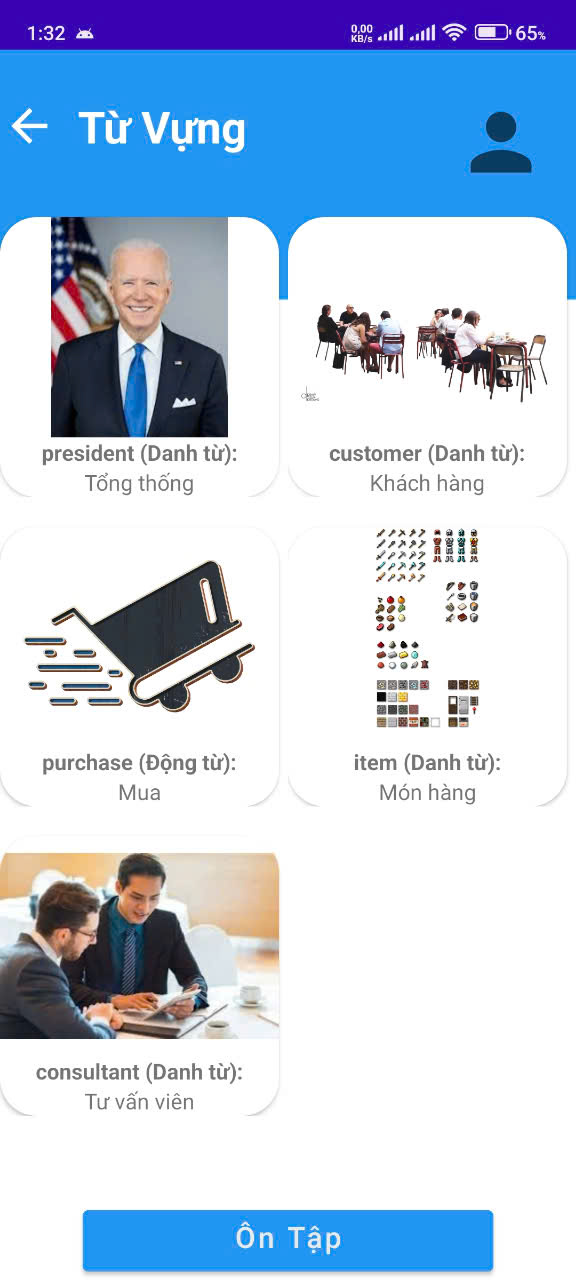 1:32
0,00
KB/s
65%
Từ Vựng
president (Danh từ):
Tổng thống
customer (Danh từ):
Khách hàng
purchase (Động từ):
Mua
item (Danh từ):
Món hàng
consultant (Danh từ):
Tư vấn viên
Ôn Tập